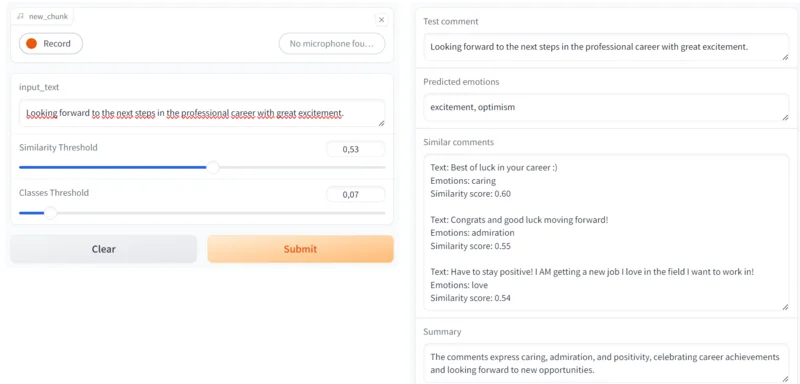 new_chunk
Record
No microphone fou…
input_text
Looking forward to the next steps in the professional career with great excitement.
Similarity Threshold
0,53
Classes Threshold
0,07
Clear
Submit
Test comment
Looking forward to the next steps in the professional career with great excitement.
Predicted emotions
excitement, optimism
Similar comments
Text: Best of luck in your career :)
Emotions: caring
Similarity score: 0.60
Text: Congrats and good luck moving forward!
Emotions: admiration
Similarity score: 0.55
Text: Have to stay positive! I AM getting a new job I love in the field I want to work in!
Emotions: love
Similarity score: 0.54
Summary
The comments express caring, admiration, and positivity, celebrating career achievements
and looking forward to new opportunities.